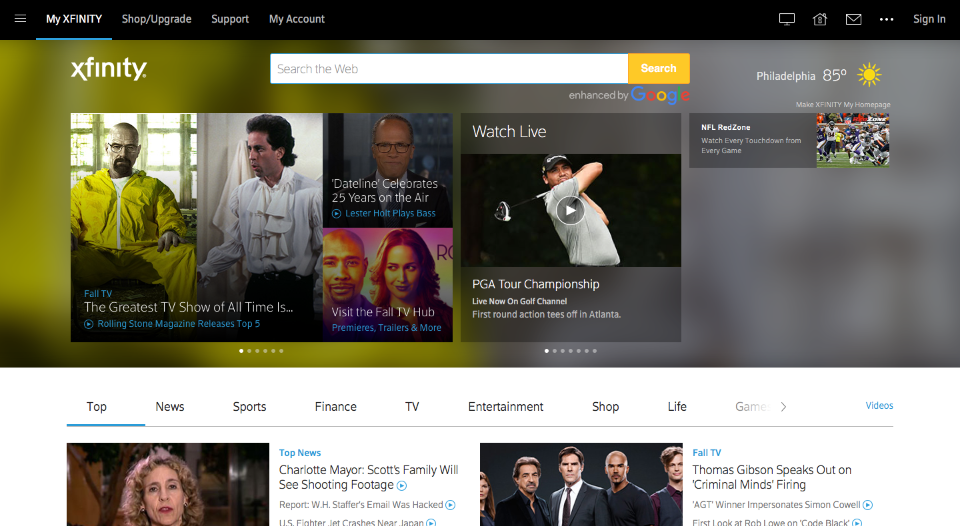 My XFINITY
Shop/Upgrade
Support
My Account
Sign In
xfinity
Search the Web
Search
enhanced by Google
Philadelphia 85°
Make XFINITY My Homepage
Fall TV
The Greatest TV Show of All Time Is...
Rolling Stone Magazine Releases Top 5
'Dateline' Celebrates
25 Years on the Air
Lester Holt Plays Bass
Visit the Fall TV Hub
Premieres, Trailers & More
Watch Live
PGA Tour Championship
Live Now On Golf Channel
First round action tees off in Atlanta.
NFL RedZone
Watch Every Touchdown from
Every Game
Top
News
Sports
Finance
TV
Entertainment
Shop
Life
Games
Videos
Top News
Charlotte Mayor: Scott's Family Will
See Shooting Footage
Report: W.H. Staffer's Email Was Hacked
U.S. Fighter Jet Crashes Near Japan
Fall TV
Thomas Gibson Speaks Out on
'Criminal Minds' Firing
'AGT' Winner Impersonates Simon Cowell
First Look at Rob Lowe on 'Code Black'